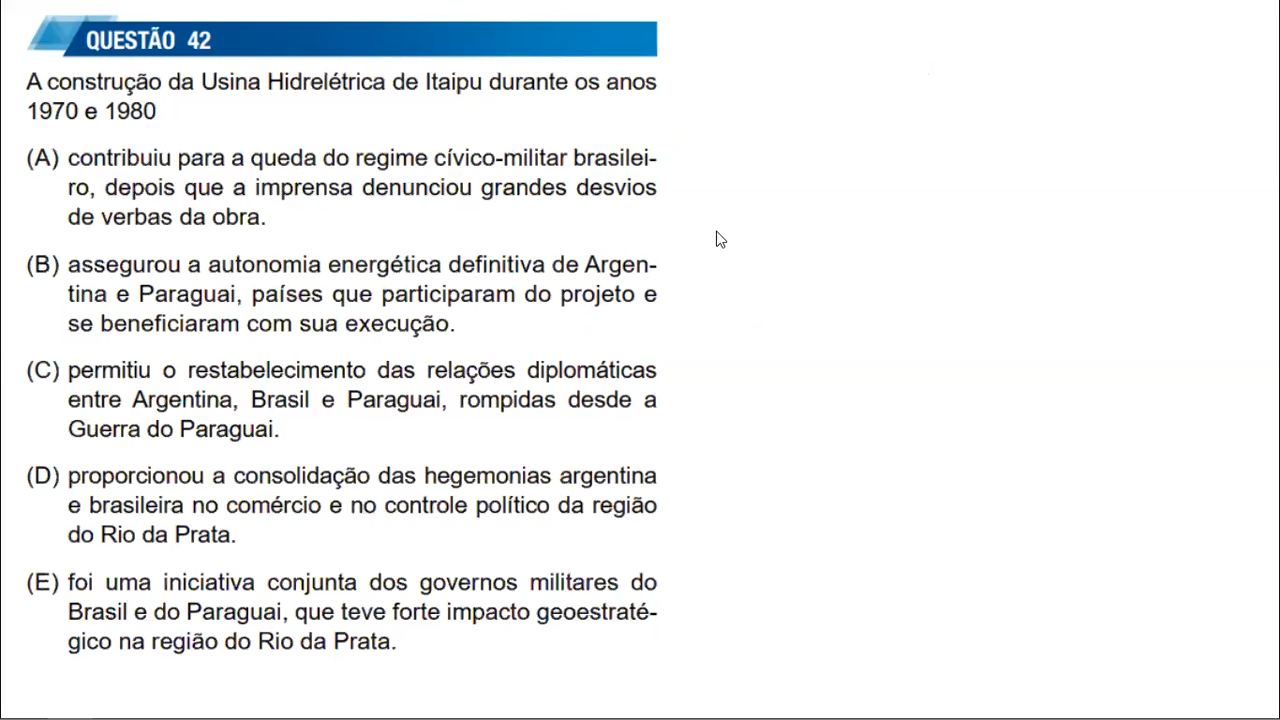 QUESTÃO 42
A construção da Usina Hidrelétrica de Itaipu durante os anos
1970 e 1980
(A) contribuiu para a queda do regime cívico-militar brasilei-
ro, depois que a imprensa denunciou grandes desvios
de verbas da obra.
(B) assegurou a autonomia energética definitiva de Argen-
tina e Paraguai, países que participaram do projeto e
se beneficiaram com sua execução.
(C) permitiu o restabelecimento das relações diplomáticas
entre Argentina, Brasil e Paraguai, rompidas desde a
Guerra do Paraguai.
(D) proporcionou a consolidação das hegemonias argentina
e brasileira no comércio e no controle político da região
do Rio da Prata.
(E) foi uma iniciativa conjunta dos governos militares do
Brasil e do Paraguai, que teve forte impacto geoestraté-
gico na região do Rio da Prata.